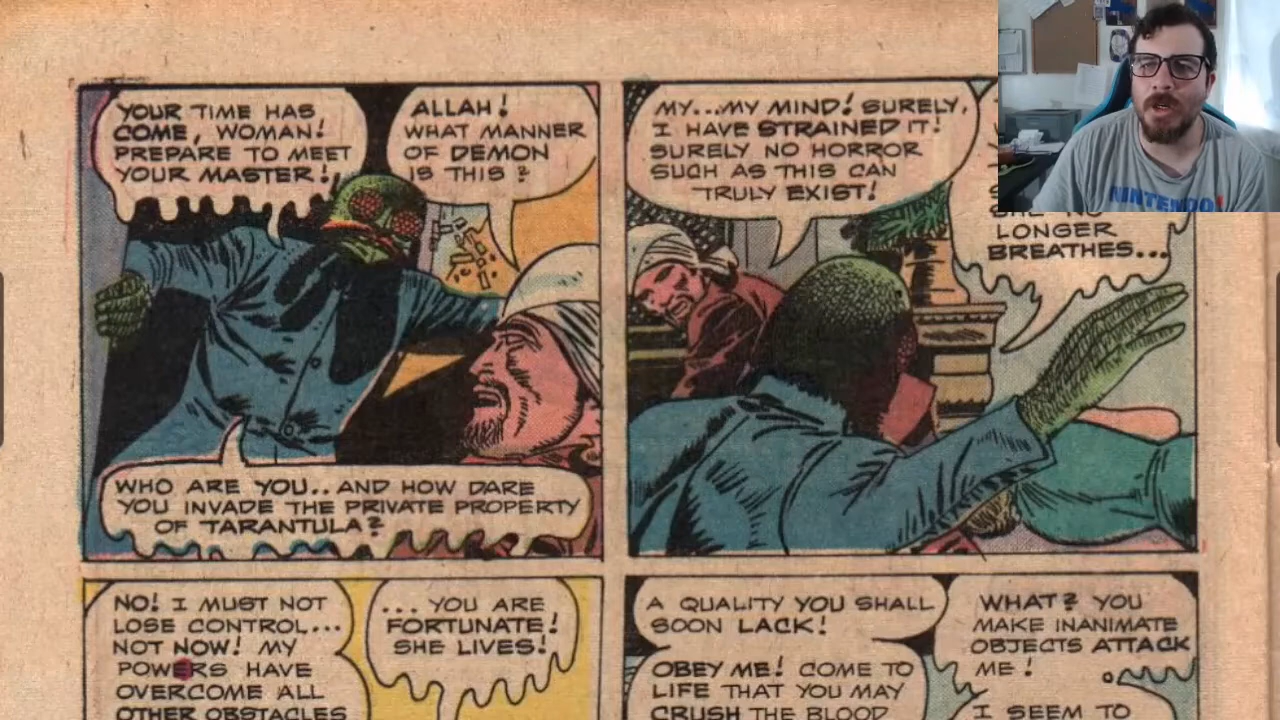 YOUR TIME HAS
COME, WOMAN!
PREPARE TO MEET
YOUR MASTER!
ALLAH!
WHAT MANNER
OF DEMON
IS THIS?
WHO ARE YOU.. AND HOW DARE
YOU INVADE THE PRIVATE PROPERTY
OF TARANTULA?
MY...MY MIND! SURELY,
I HAVE STRAINED IT!
SURELY NO HORROR
SUCH AS THIS CAN
TRULY EXIST!
NO
LONGER
BREATHES...
NINTENDO!
NO! I MUST NOT
LOSE CONTROL...
NOT NOW! MY
POWERS HAVE
OVERCOME ALL
OTHER OBSTACLES
... YOU ARE
FORTUNATE!
SHE LIVES!
A QUALITY YOU SHALL
SOON LACK!
OBEY ME! COME TO
LIFE THAT YOU MAY
CRUSH THE BLOOD
WHAT? YOU
MAKE INANIMATE
OBJECTS ATTACK
ME!
I SEEM TO